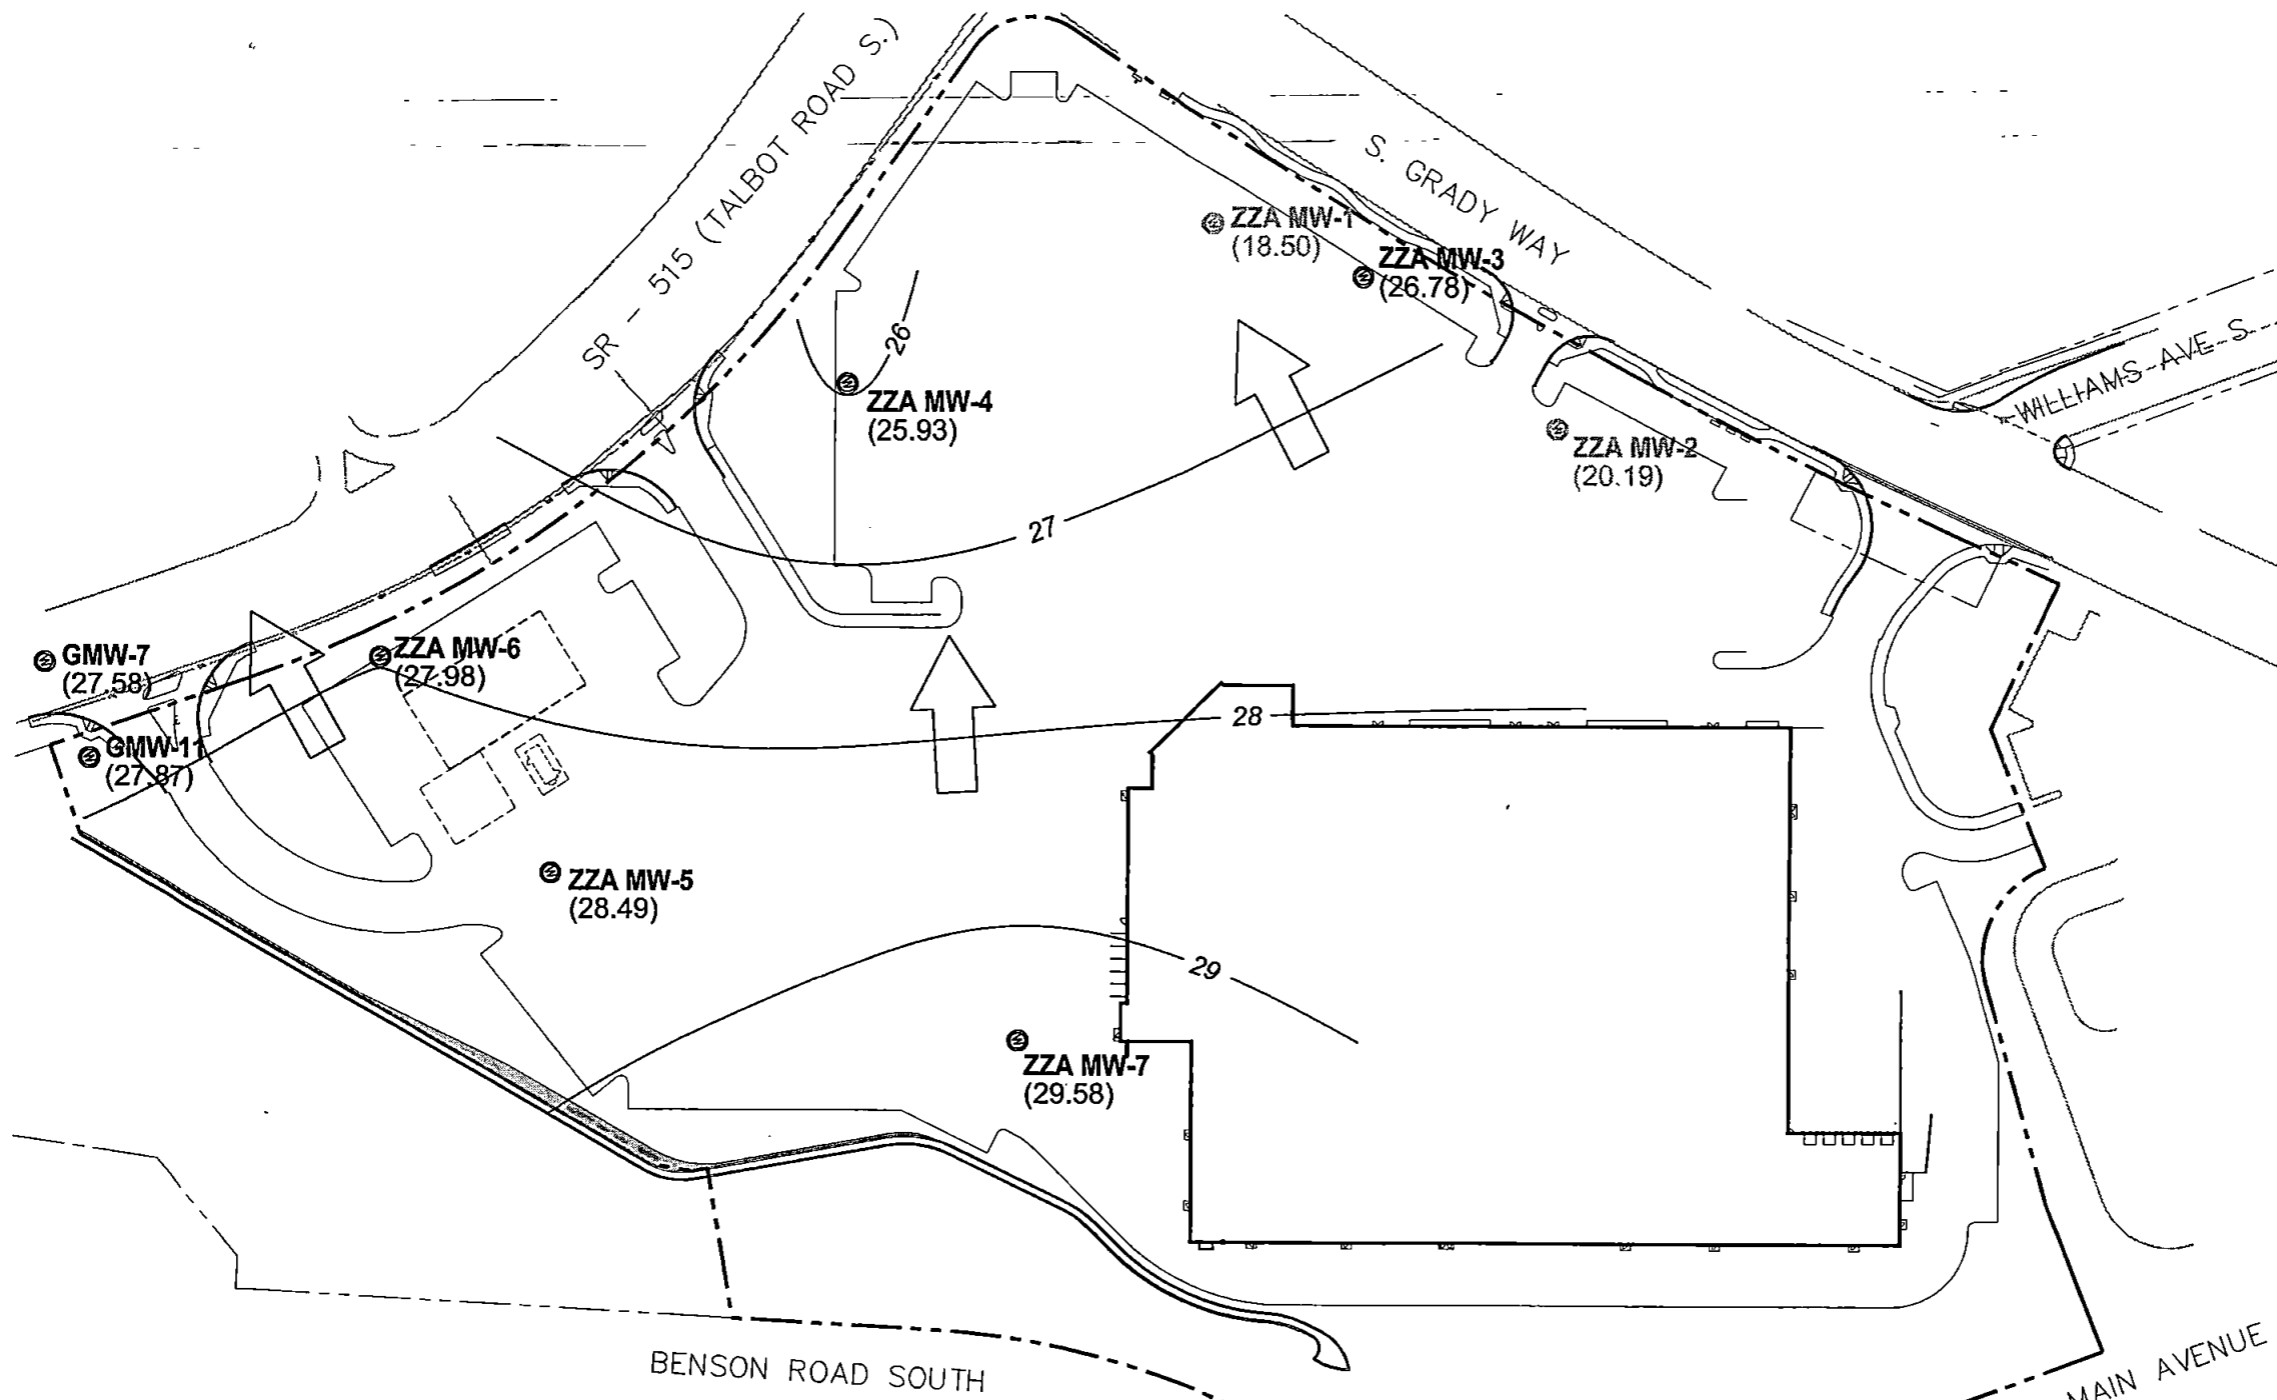 SR - 515 (TALBOT ROAD S.)
S. GRADY WAY
ZZA MW-1
(18.50)
ZZA MW-3
(26.78)
WILLIAMS AVE S.
26
ZZA MW-4
(25.93)
ZZA MW-2
(20.19)
27
GMW-7
(27.58)
ZZA MW-6
(27.98)
28
GMW-11
(27.87)
ZZA MW-5
(28.49)
29
ZZA MW-7
(29.58)
BENSON ROAD SOUTH
MAIN AVENUE